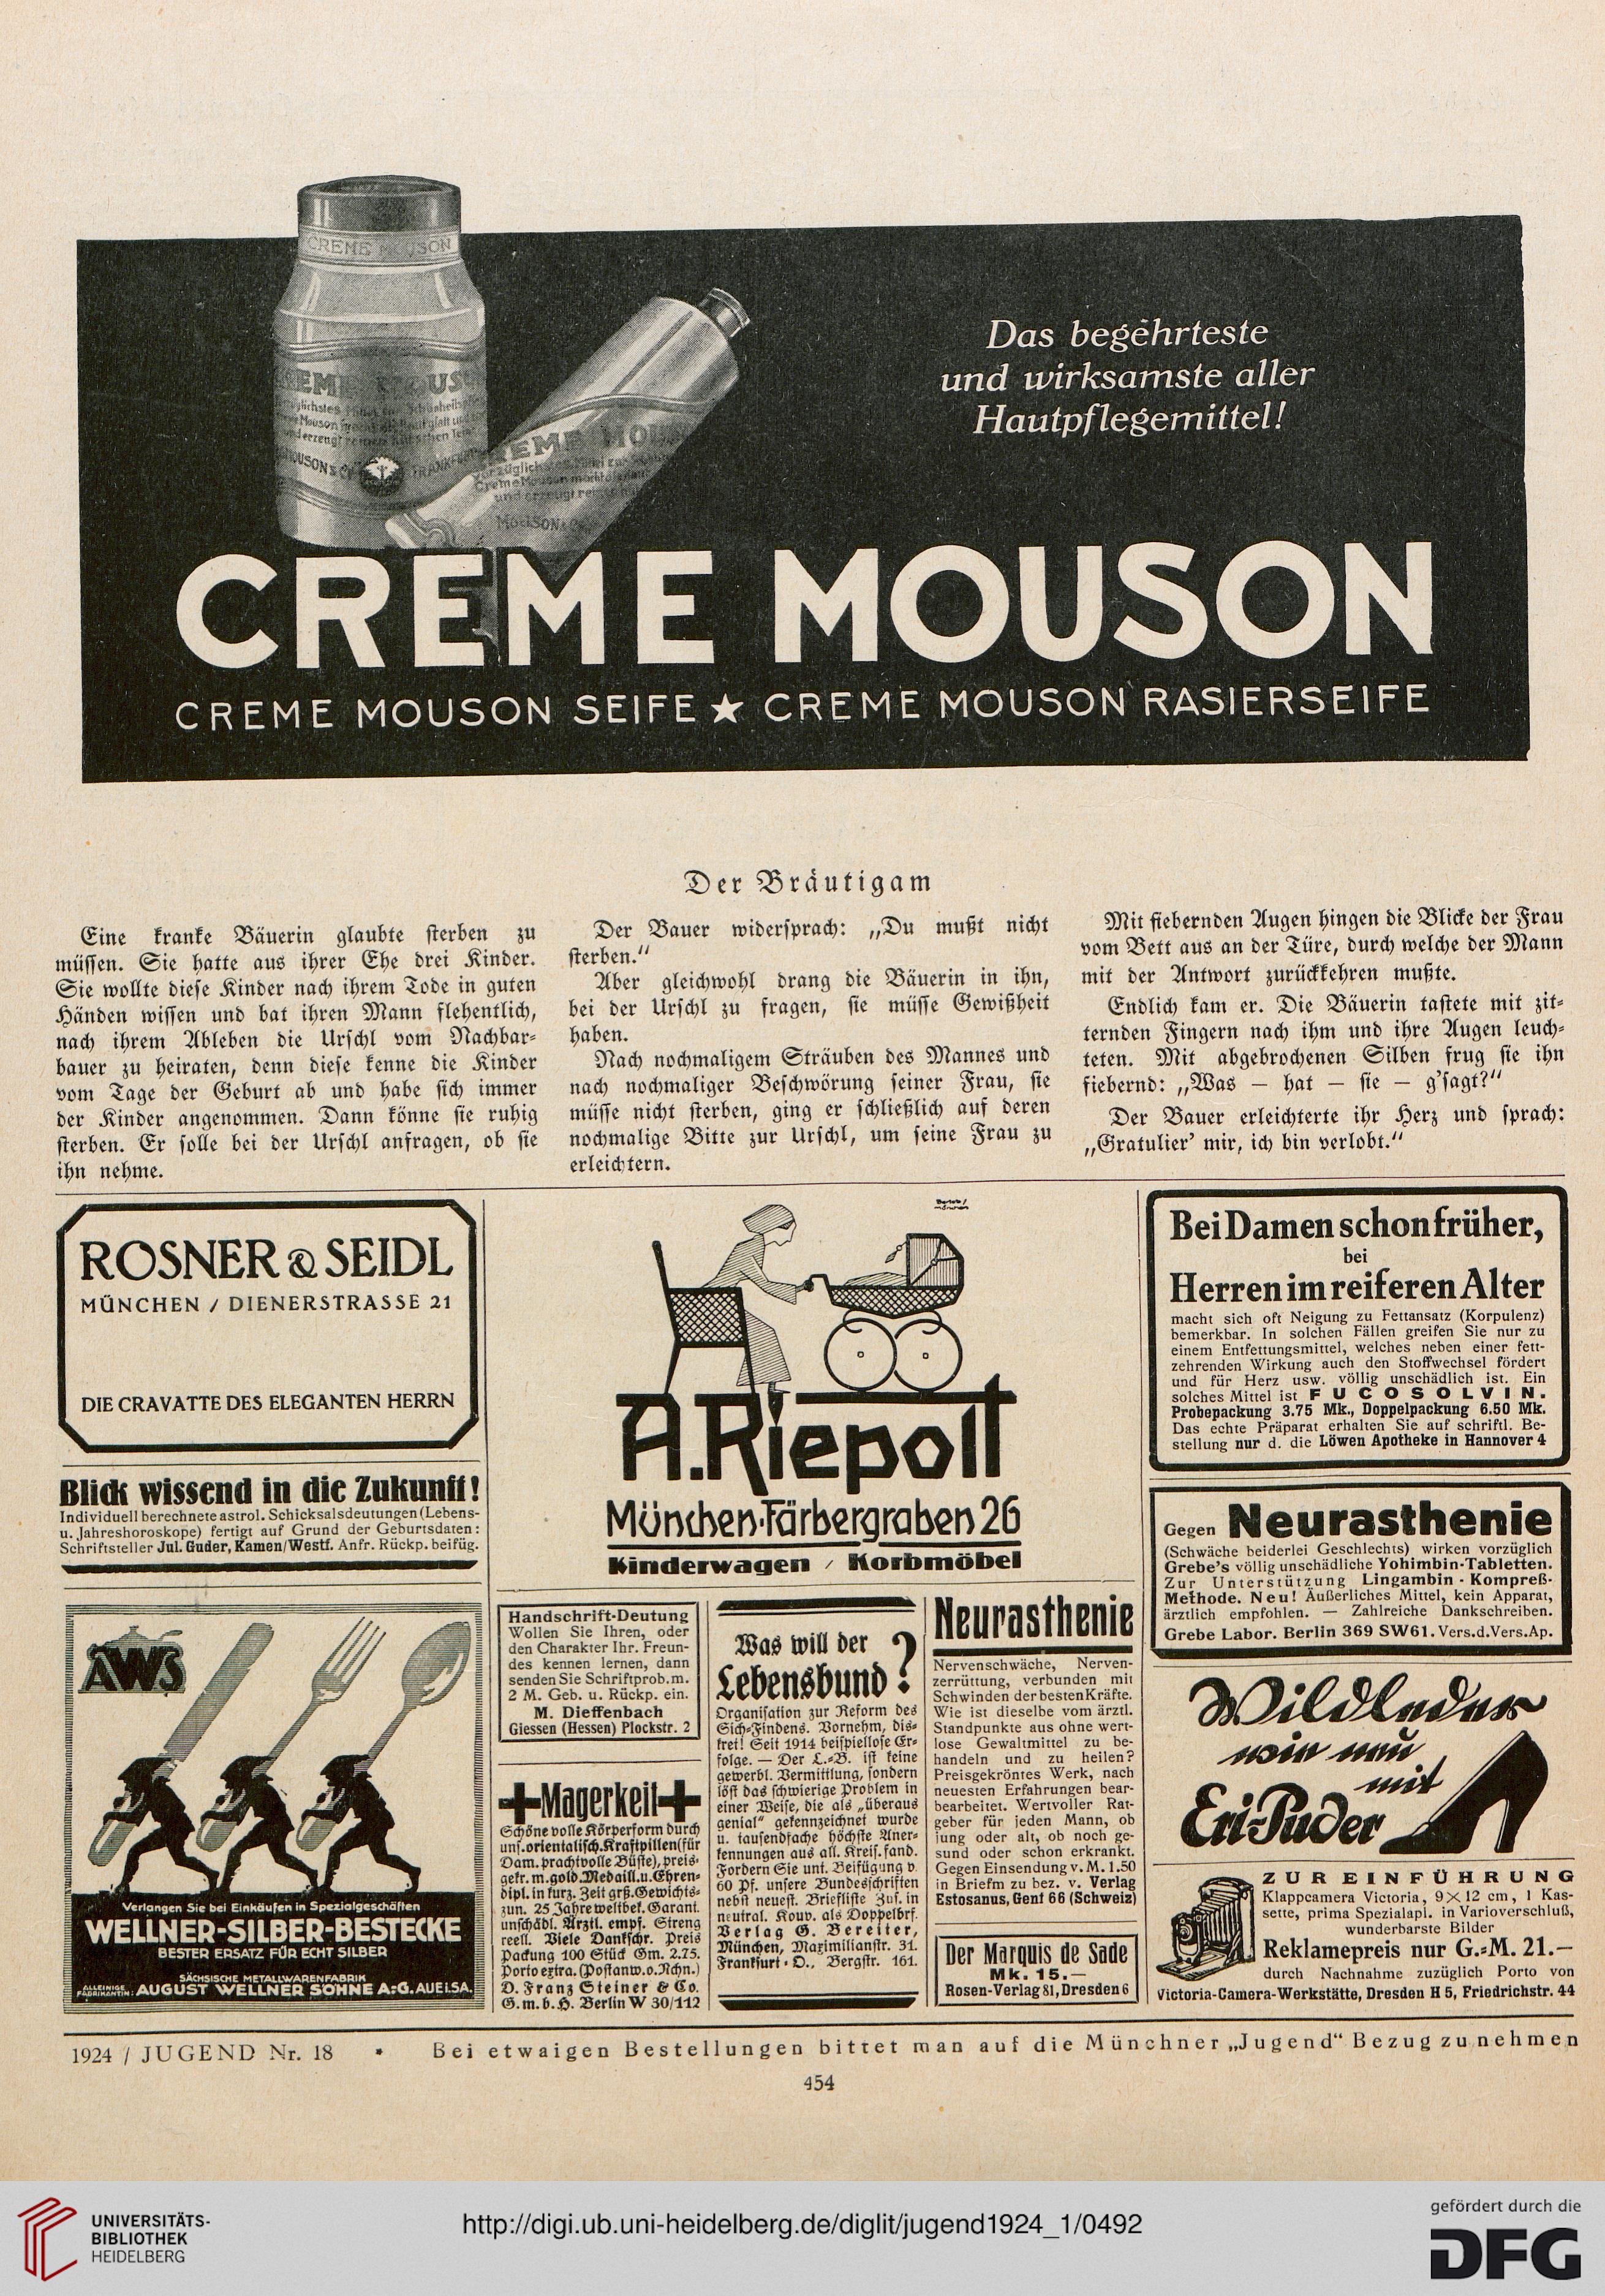 CREME MOUSON
Das begehrteste
und wirksamste aller
Hautpflegemittel!
CREME MOUSON
CREME MOUSON SEIFE ★ CREME MOUSON RASIERSEIFE
Der Bräutigam
Eine kranke Bäuerin glaubte sterben zu
müssen. Sie hatte aus ihrer Ehe drei Kinder.
Sie wollte diese Kinder nach ihrem Tode in guten
Händen wissen und bat ihren Mann flehentlich,
nach ihrem Ableben die Urschl vom Nachbar-
bauer zu heiraten, denn diese kenne die Kinder
vom Tage der Geburt ab und habe sich immer
der Kinder angenommen. Dann könne sie ruhig
sterben. Er solle bei der Urschl anfragen, ob sie
ihn nehme.
Der Bauer widersprach: „Du mußt nicht
sterben."
Aber gleichwohl drang die Bäuerin in ihn,
bei der Urschl zu fragen, sie müsse Gewißheit
haben.
Nach nochmaligem Sträuben des Mannes und
nach nochmaliger Beschwörung seiner Frau, sie
müsse nicht sterben, ging er schließlich auf deren
nochmalige Bitte zur Urschl, um seine Frau zu
erleichtern.
Mit fiebernden Augen hingen die Blicke der Frau
vom Bett aus an der Türe, durch welche der Mann
mit der Antwort zurückkehren mußte.
Endlich kam er. Die Bäuerin tastete mit zit-
ternden Fingern nach ihm und ihre Augen leuch-
teten. Mit abgebrochenen Silben frug sie ihn
fiebernd: „Was — hat — sie — g'sagt?"
Der Bauer erleichterte ihr Herz und sprach:
„Gratulier' mir, ich bin verlobt."
ROSNER & SEIDL
MÜNCHEN / DIENERSTRASSE 21
DIE CRAVATTE DES ELEGANTEN HERRN
Blick wissend in die Zukunft!
Individuell berechnete astrol. Schicksalsdeutungen (Lebens-
u. Jahreshoroskope) fertigt auf Grund der Geburtsdaten:
Schriftsteller Jul. Guder, Kamen/Westf. Anfr. Rückp. beifüg.
AWS
Verlangen Sie bei Einkäufen in Spezialgeschäften
WELLNER-SILBER-BESTECKE
BESTER ERSATZ FÜR ECHT SILBER
SÄCHSISCHE METALLWARENFABRIK
ALLEINIGE FABRIKANTIN: AUGUST WELLNER SÖHNE A:G. AUE i. SA.
A. Riepolt
München·Färbergraben 26
Kinderwagen / Korbmöbel
Handschrift-Deutung
Wollen Sie Ihren, oder
den Charakter Ihr. Freun-
des kennen lernen, dann
senden Sie Schriftprob. m.
2 M. Geb. u. Rückp. ein.
M. Dieffenbach
Giessen (Hessen) Plockstr. 2
+Magerkeit+
Schöne volle Körperform durch
uns. orientalisch. Kraftpillen (für
Dam. prachtvolle Büste), preis-
gekr. m. gold. Medaill. u. Ehren-
dipl. in kurz. Zeit grß. Gewichts-
zun. 25 Jahre weltbek. Garant.
unschädl. Ärztl. empf. Streng
reell. Viele Dankschr. Preis
Packung 100 Stück Gm. 2.75.
Porto extra. (Postanw. o. Nchn.)
D. Franz Steiner & Co.
G. m. b. H. Berlin W 30/112
Was will der
Lebensbund?
Organisation zur Reform des
Sich-Findens. Vornehm, dis-
kret! Seit 1914 beispiellose Er-
folge. — Der L.-B. ist keine
gewerbl. Vermittlung, sondern
löst das schwierige Problem in
einer Weise, die als „überaus
genial" gekennzeichnet wurde
u. tausendfache höchste Aner-
kennungen aus all. Kreis. fand.
Fordern Sie unt. Beifügung v.
60 Pf. unsere Bundesschriften
nebst neuest. Briefliste Zus. in
neutral. Kouv. als Doppelbrf.
Verlag G. Bereiter,
München, Maximilianstr. 31.
Frankfurt-O., Bergstr. 161.
Neurasthenie
Nervenschwäche, Nerven-
zerrüttung, verbunden mit
Schwinden der besten Kräfte.
Wie ist dieselbe vom ärztl.
Standpunkte aus ohne wert-
lose Gewaltmittel zu be-
handeln und zu heilen?
Preisgekröntes Werk, nach
neuesten Erfahrungen bear-
bearbeitet. Wertvoller Rat-
geber für jeden Mann, ob
jung oder alt, ob noch ge-
sund oder schon erkrankt.
Gegen Einsendung v. M. 1.50
in Briefm zu bez. v. Verlag
Estosanus, Genf 66 (Schweiz)
Der Marquis de Sade
Mk. 15.—
Rosen-Verlag 81, Dresden 6
Bei Damen schon früher,
bei
Herren im reiferen Alter
macht sich oft Neigung zu Fettansatz (Korpulenz)
bemerkbar. In solchen Fällen greifen Sie nur zu
einem Entfettungsmittel, welches neben einer fett-
zehrenden Wirkung auch den Stoffwechsel fördert
und für Herz usw. völlig unschädlich ist. Ein
solches Mittel ist FUCOSOLVIN.
Probepackung 3.75 Mk., Doppelpackung 6.50 Mk.
Das echte Präparat erhalten Sie auf schriftl. Be-
stellung nur d. die Löwen Apotheke in Hannover 4
Gegen Neurasthenie
(Schwäche beiderlei Geschlechts) wirken vorzüglich
Grebe's völlig unschädliche Yohimbin-Tabletten.
Zur Unterstützung Lingambin-Kompreß-
Methode. Neu! Äußerliches Mittel, kein Apparat,
ärztlich empfohlen. — Zahlreiche Dankschreiben.
Grebe Labor. Berlin 369 SW61. Vers. d. Vers. Ap.
Wildleder
wie neu
mit
Eri-Puder
ZUR EINFÜHRUNG
Klappcamera Victoria, 9×12 cm, 1 Kas-
sette, prima Spezialapl. in Varioverschluß,
wunderbarste Bilder
Reklamepreis nur G.=M. 21.—
durch Nachnahme zuzüglich Porto von
Victoria-Camera-Werkstätte, Dresden H 5, Friedrichstr. 44
1924 / JUGEND Nr. 18 * Bei etwaigen Bestellungen bittet man auf die Münchner „Jugend" Bezug zu nehmen
454
UNIVERSITÄTS-
BIBLIOTHEK
HEIDELBERG
http://digi.ub.uni-heidelberg.de/diglit/jugend1924_1/0492
gefördert durch die
DFG